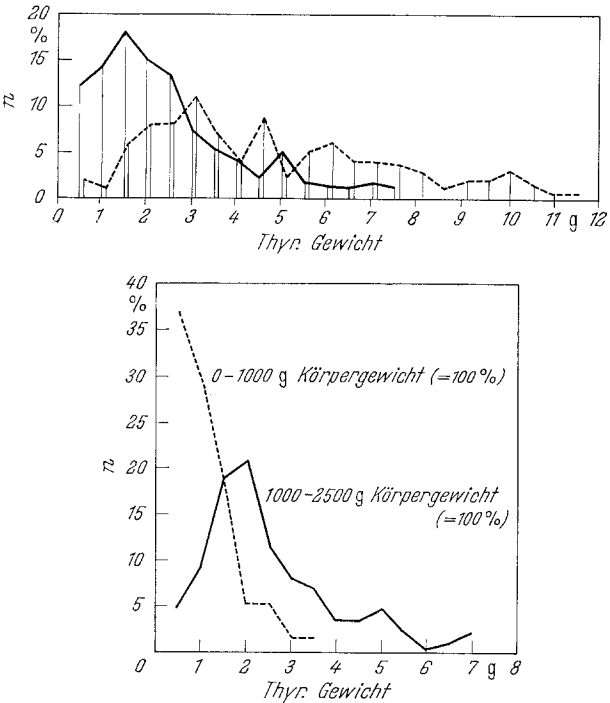 20
%
15
n
10
5
0
0 1 2 3 4 5 6 7 8 9 10 11 g 12
Thyr. Gewicht
40
%
35
0–1000 g Körpergewicht (=100%)
30
25
n
20
1000–2500 g Körpergewicht
(=100%)
15
10
5
0 1 2 3 4 5 6 7 g 8
Thyr. Gewicht